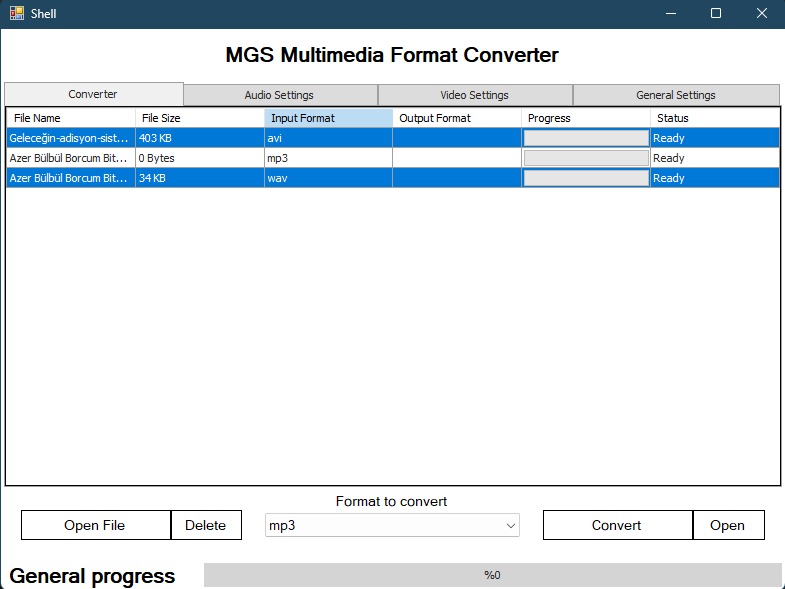 Shell
MGS Multimedia Format Converter
Converter Audio Settings Video Settings General Settings
File Name File Size Input Format Output Format Progress Status
Geleceğin-adisyon-sist... 403 KB avi Ready
Azer Bülbül Borcum Bit... 0 Bytes mp3 Ready
Azer Bülbül Borcum Bit... 34 KB wav Ready
Format to convert
Open File Delete mp3 Convert Open
General progress %0